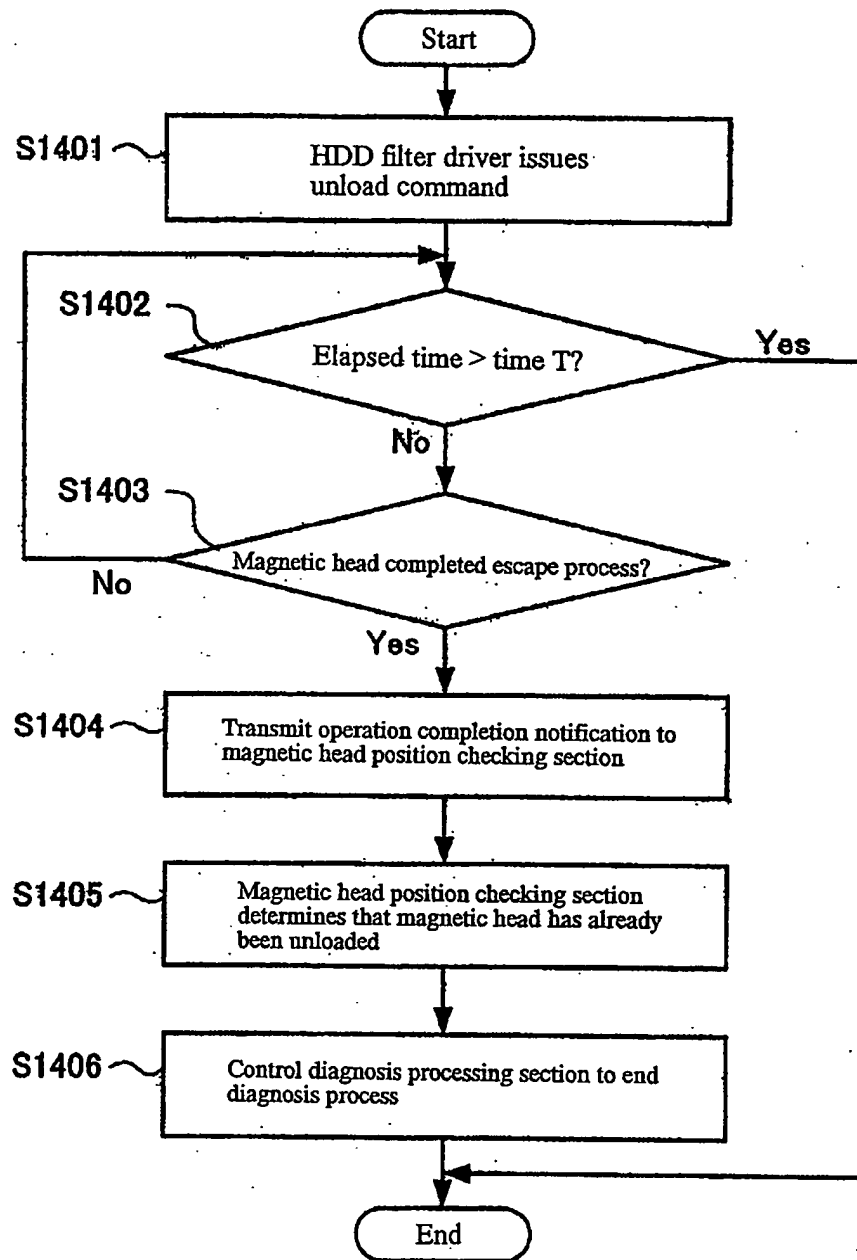 Start
S1401
HDD filter driver issues
unload command
S1402
Elapsed time > time T?
Yes
No
S1403
Magnetic head completed escape process?
No
Yes
S1404
Transmit operation completion notification to
magnetic head position checking section
S1405
Magnetic head position checking section
determines that magnetic head has already
been unloaded
S1406
Control diagnosis processing section to end
diagnosis process
End